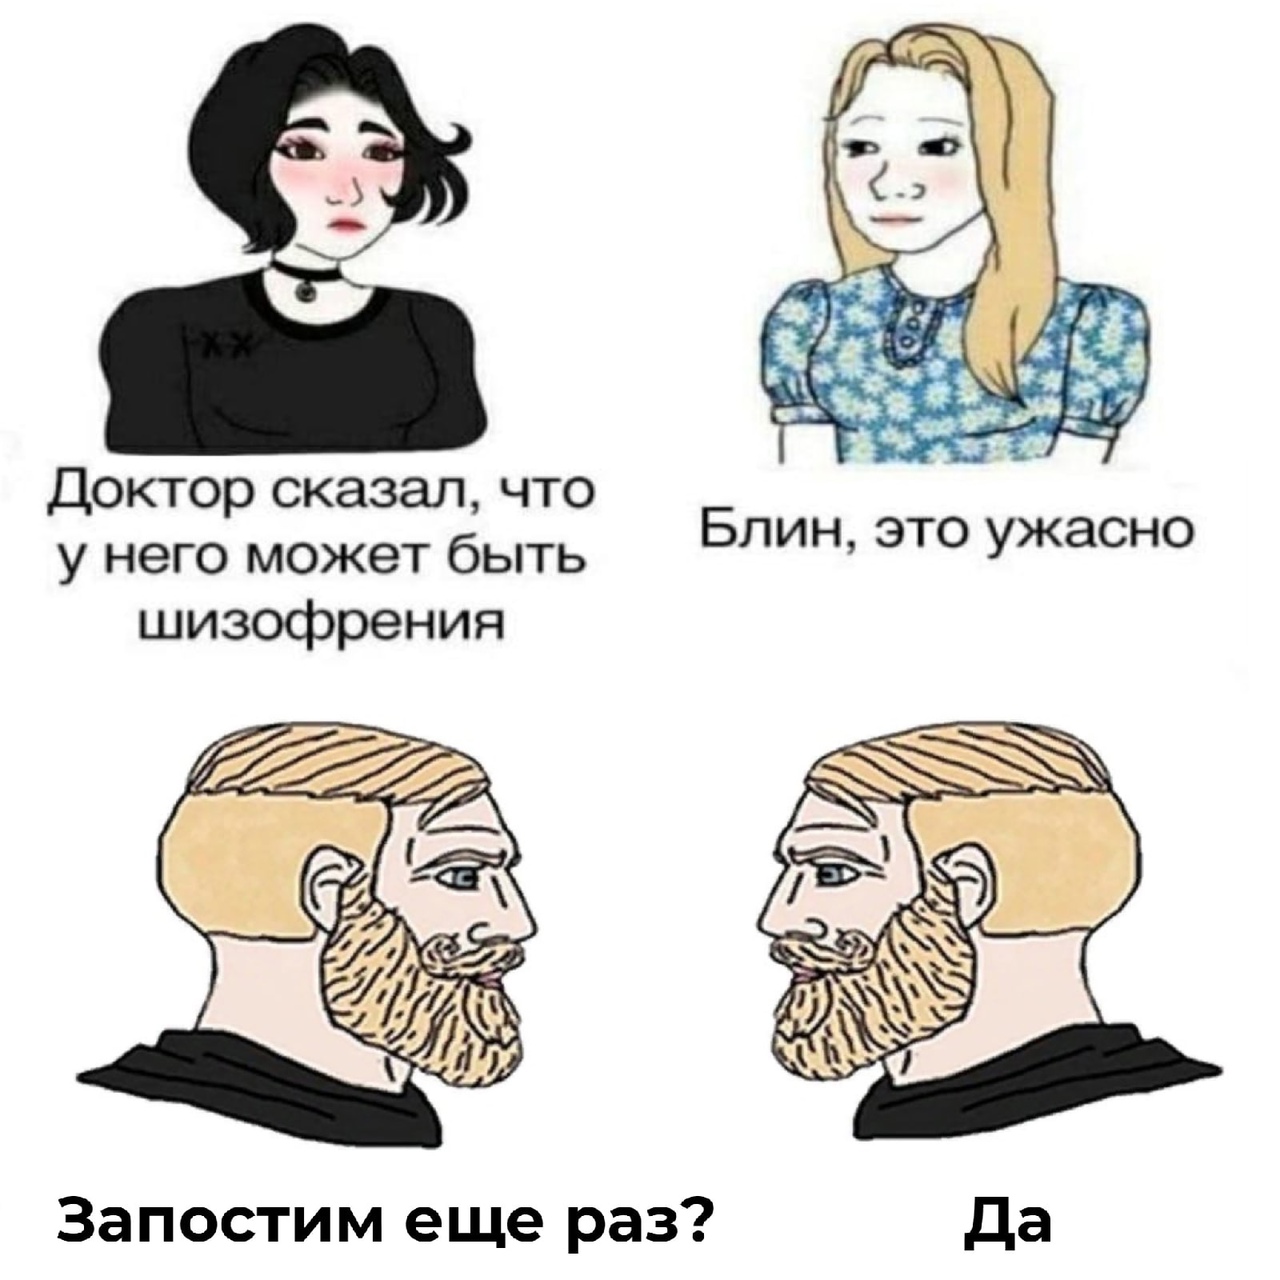 Доктор сказал, что
у него может быть
шизофрения
Блин, это ужасно
Запостим еще раз?
Да